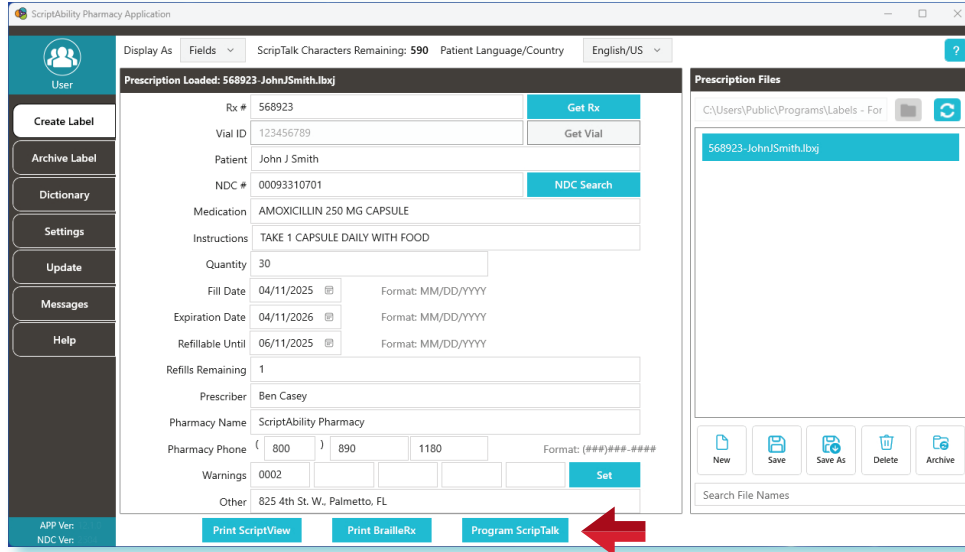 ScriptAbility Pharmacy Application
User
Create Label
Archive Label
Dictionary
Settings
Update
Messages
Help
APP Ver:
NDC Ver:
Display As Fields ScripTalk Characters Remaining: 590 Patient Language/Country English/US ?
Prescription Loaded: 568923-JohnJSmith.lbxj
Rx # 568923 Get Rx
Vial ID 123456789 Get Vial
Patient John J Smith
NDC # 00093310701 NDC Search
Medication AMOXICILLIN 250 MG CAPSULE
Instructions TAKE 1 CAPSULE DAILY WITH FOOD
Quantity 30
Fill Date 04/11/2025 Format: MM/DD/YYYY
Expiration Date 04/11/2026 Format: MM/DD/YYYY
Refillable Until 06/11/2025 Format: MM/DD/YYYY
Refills Remaining 1
Prescriber Ben Casey
Pharmacy Name ScriptAbility Pharmacy
Pharmacy Phone ( 800 ) 890 1180 Format: (###)###-####
Warnings 0002 Set
Other 825 4th St. W., Palmetto, FL
Print ScriptView Print BrailleRx Program ScripTalk
Prescription Files
C:\Users\Public\Programs\Labels - For
568923-JohnJSmith.lbxj
New Save Save As Delete Archive
Search File Names